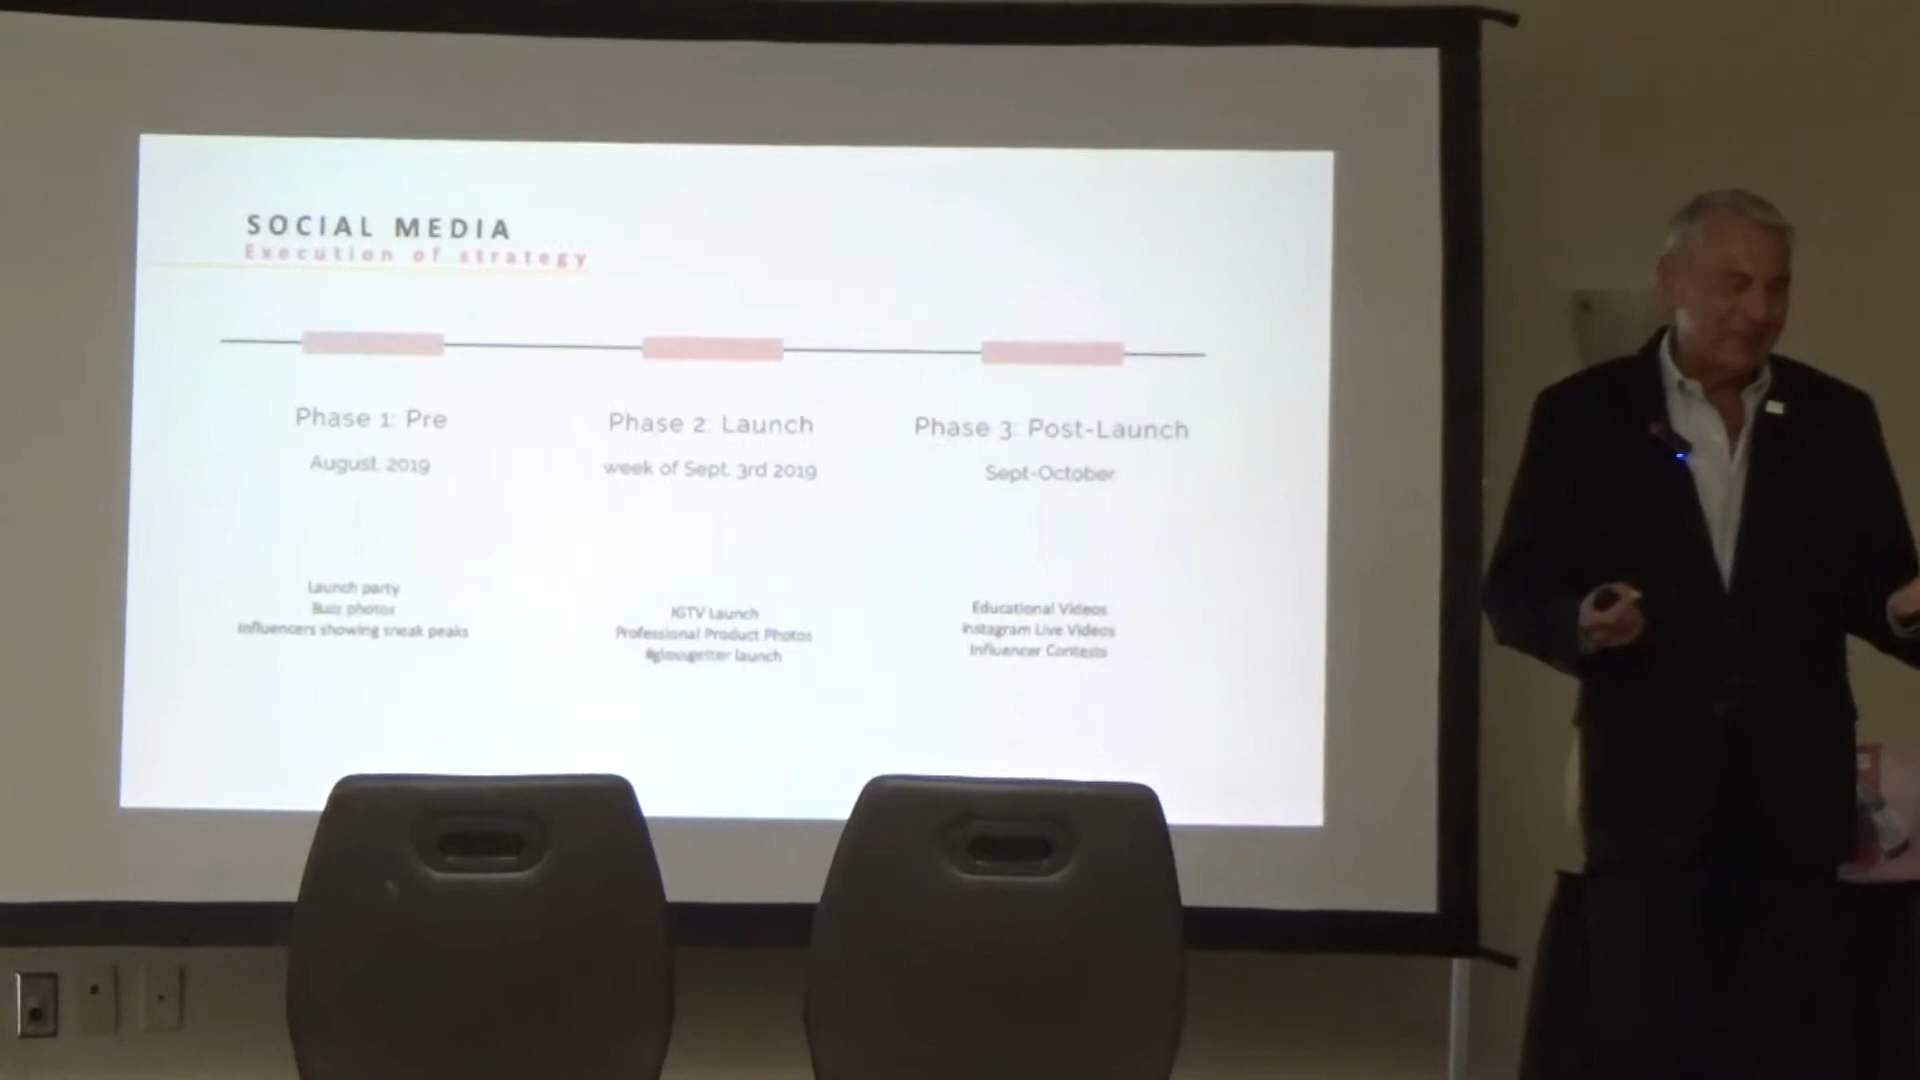 SOCIAL MEDIA
Execution of strategy
Phase 1: Pre
August, 2019
Launch party
Buzz photos
Influencers showing sneak peaks
Phase 2: Launch
week of Sept. 3rd 2019
IGTV Launch
Professional Product Photos
#glossgetter launch
Phase 3: Post-Launch
Sept-October
Educational Videos
Instagram Live Videos
Influencer Contests